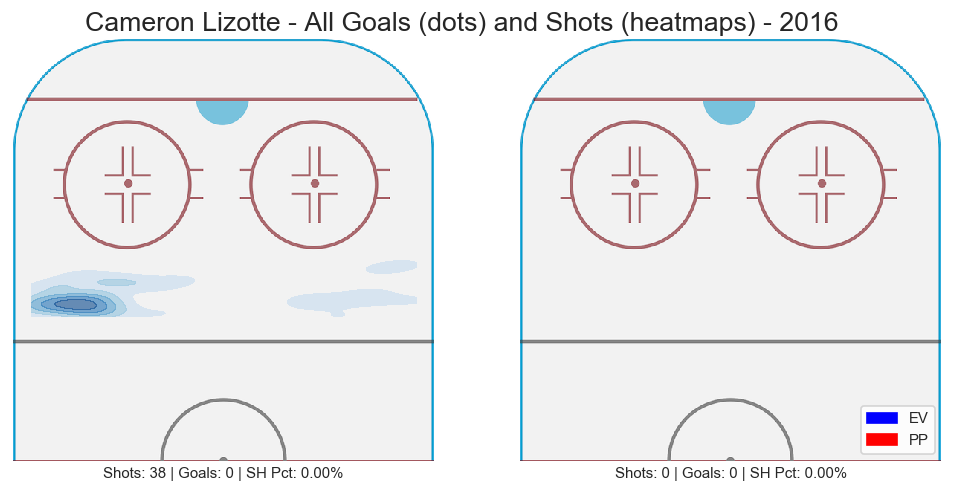 Cameron Lizotte - All Goals (dots) and Shots (heatmaps) - 2016
EV
PP
Shots: 38 | Goals: 0 | SH Pct: 0.00%
Shots: 0 | Goals: 0 | SH Pct: 0.00%